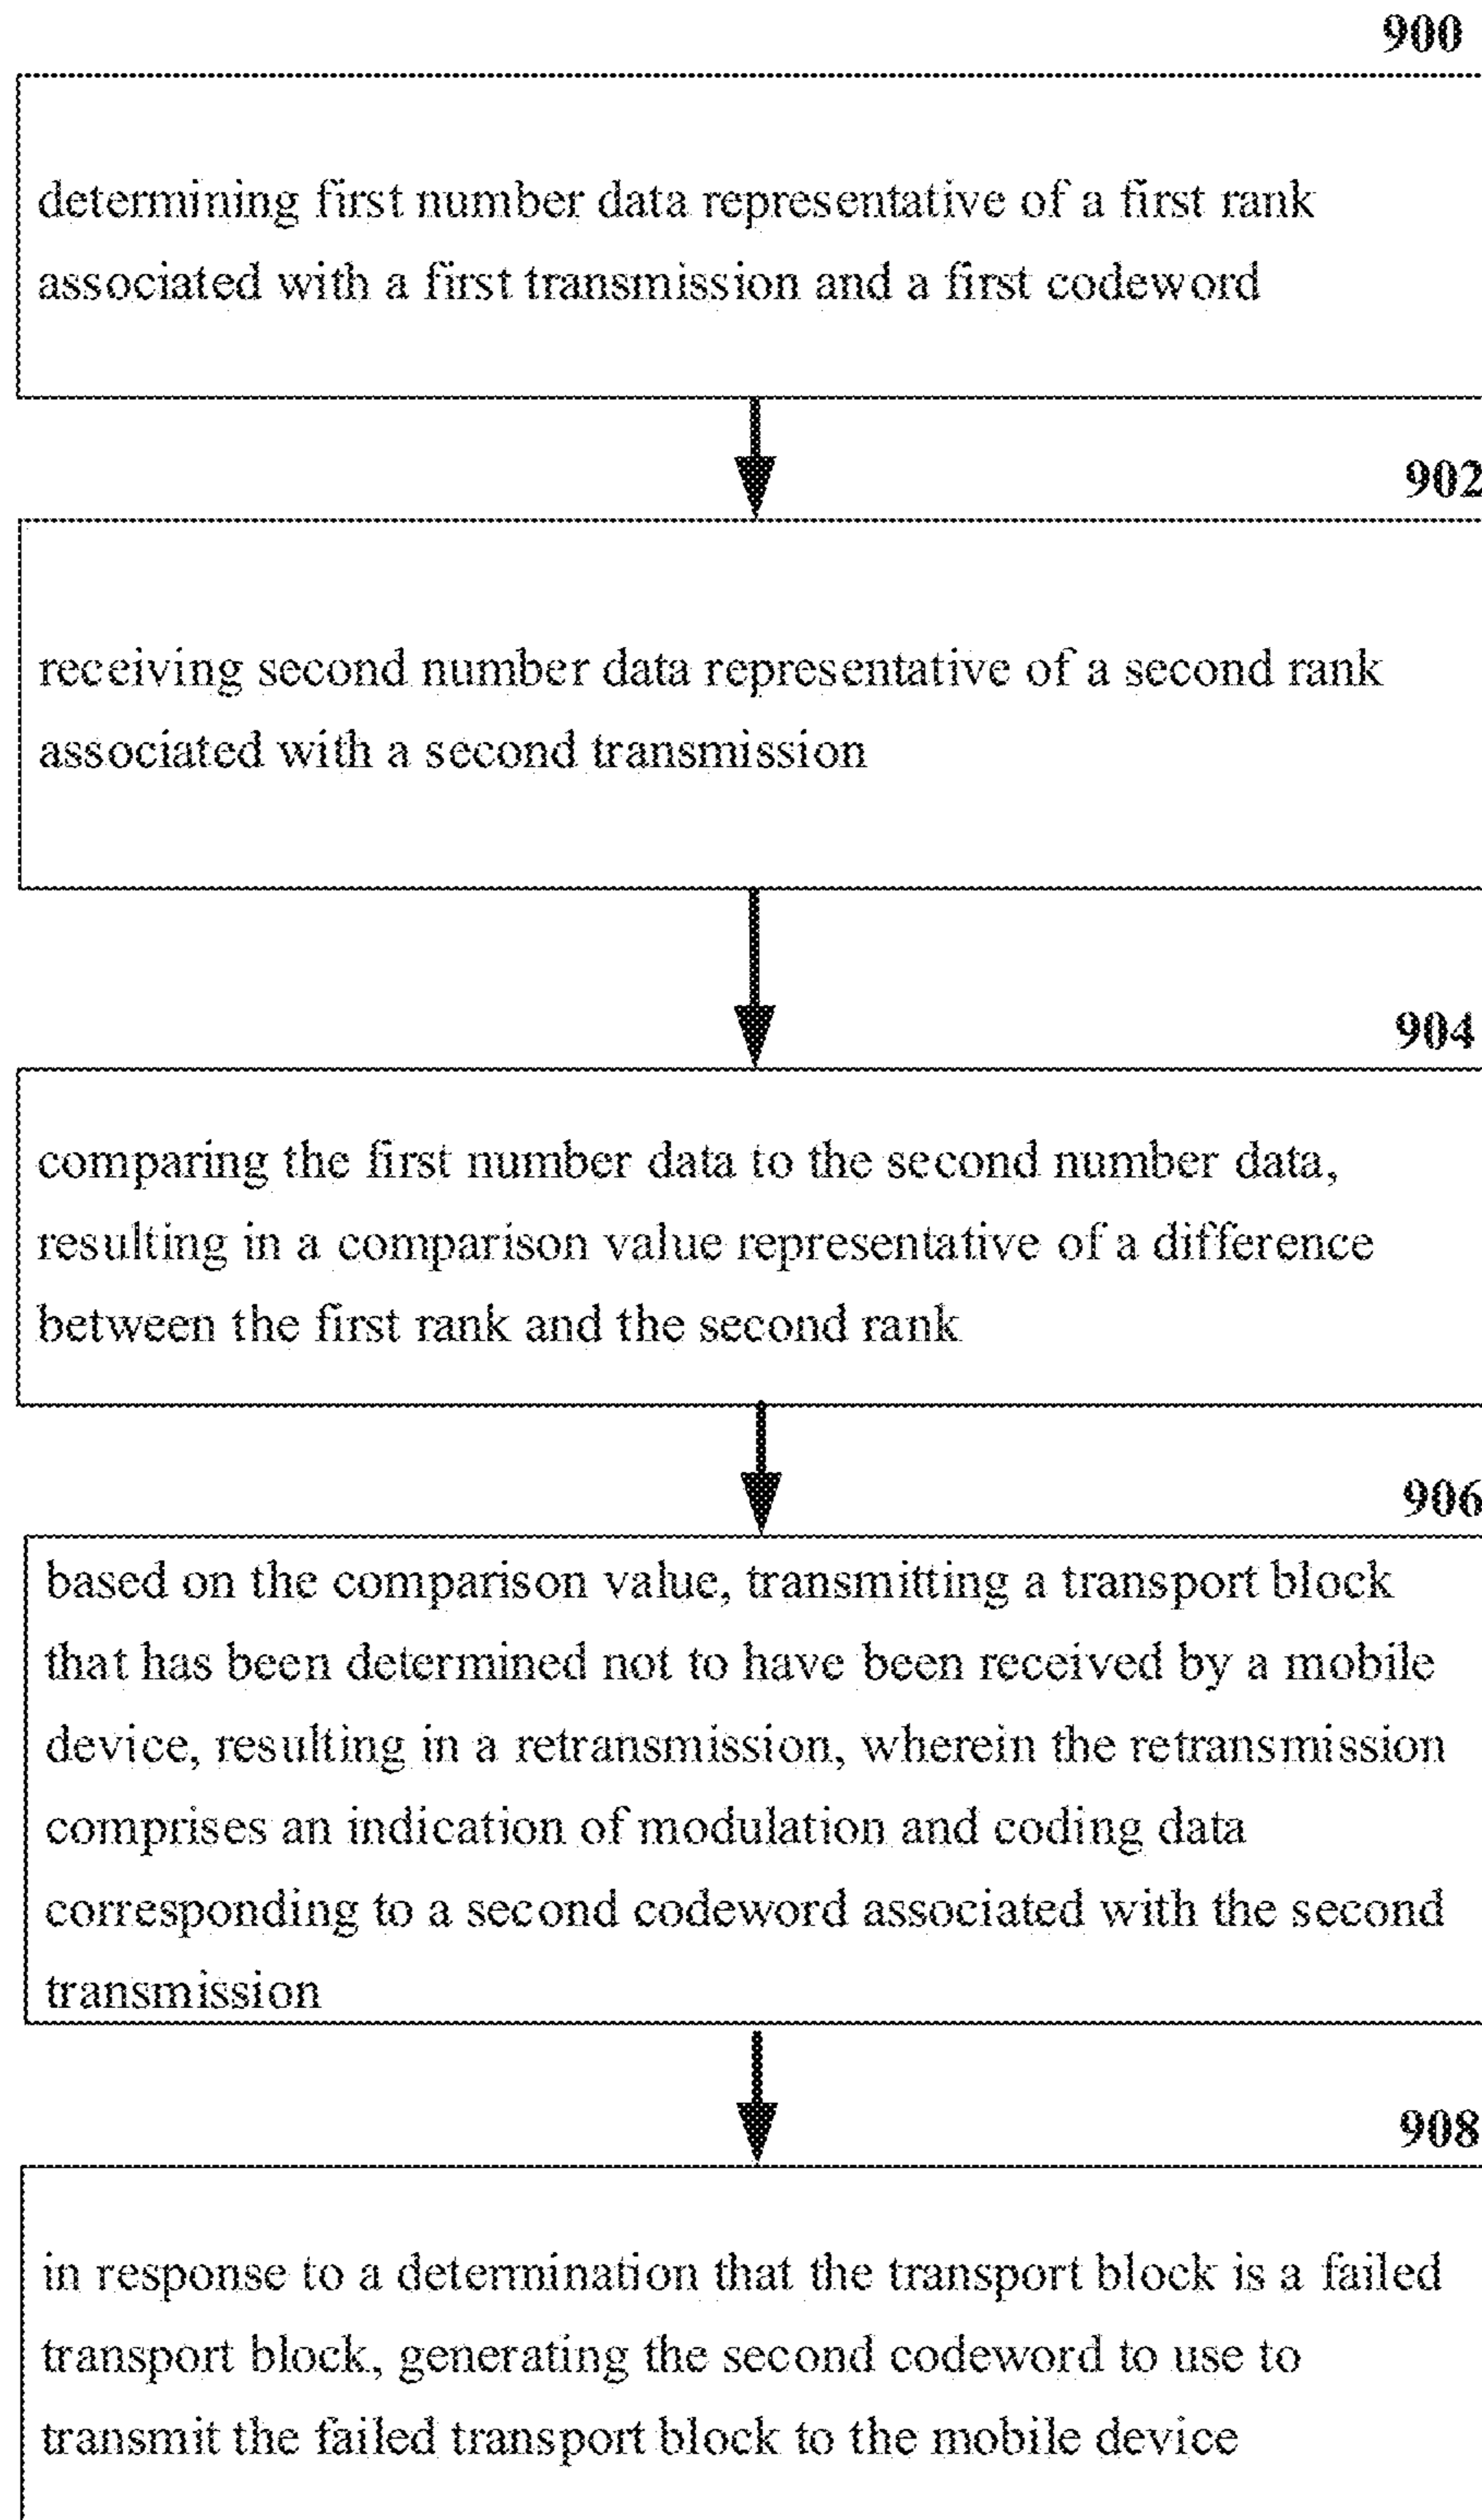 900
determining first number data representative of a first rank
associated with a first transmission and a first codeword
902
receiving second number data representative of a second rank
associated with a second transmission
904
comparing the first number data to the second number data,
resulting in a comparison value representative of a difference
between the first rank and the second rank
906
based on the comparison value, transmitting a transport block
that has been determined not to have been received by a mobile
device, resulting in a retransmission, wherein the retransmission
comprises an indication of modulation and coding data
corresponding to a second codeword associated with the second
transmission
908
in response to a determination that the transport block is a failed
transport block, generating the second codeword to use to
transmit the failed transport block to the mobile device